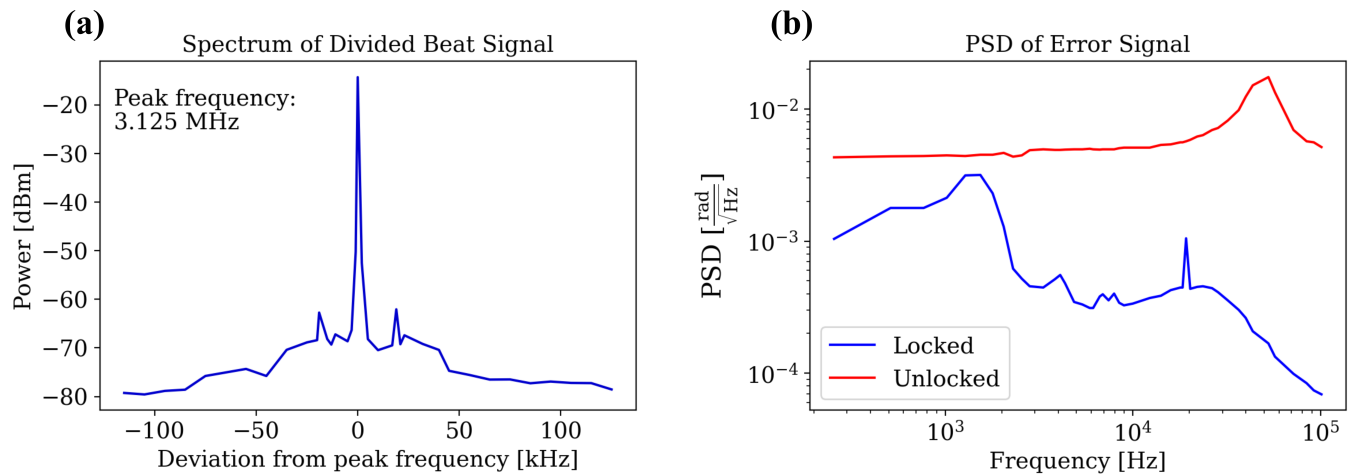 (a)
Spectrum of Divided Beat Signal
Peak frequency:
3.125 MHz
Power [dBm]
−20
−30
−40
−50
−60
−70
−80
−100
−50
0
50
100
Deviation from peak frequency [kHz]
(b)
PSD of Error Signal
PSD [rad/√Hz]
10⁻²
10⁻³
10⁻⁴
Locked
Unlocked
10³
10⁴
10⁵
Frequency [Hz]